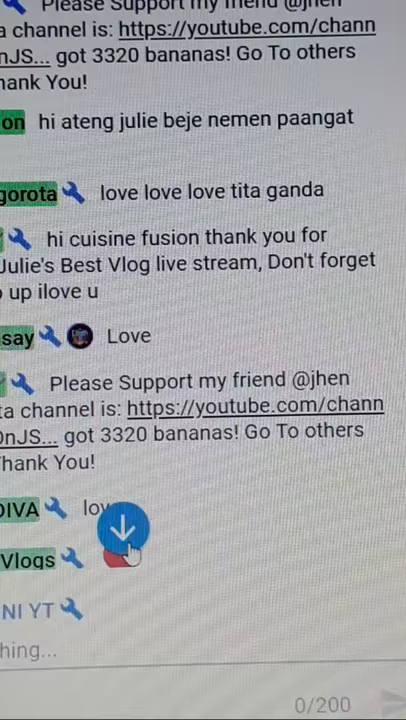 Please Support my friend @jhen
a channel is: https://youtube.com/chann
nJS... got 3320 bananas! Go To others
hank You!
on hi ateng julie beje nemen paangat
gorota love love love tita ganda
hi cuisine fusion thank you for
Julie's Best Vlog live stream, Don't forget
up ilove u
say Love
Please Support my friend @jhen
ta channel is: https://youtube.com/chann
nJS... got 3320 bananas! Go To others
Thank You!
DIVA lov
Vlogs
NI YT
hing...
0/200